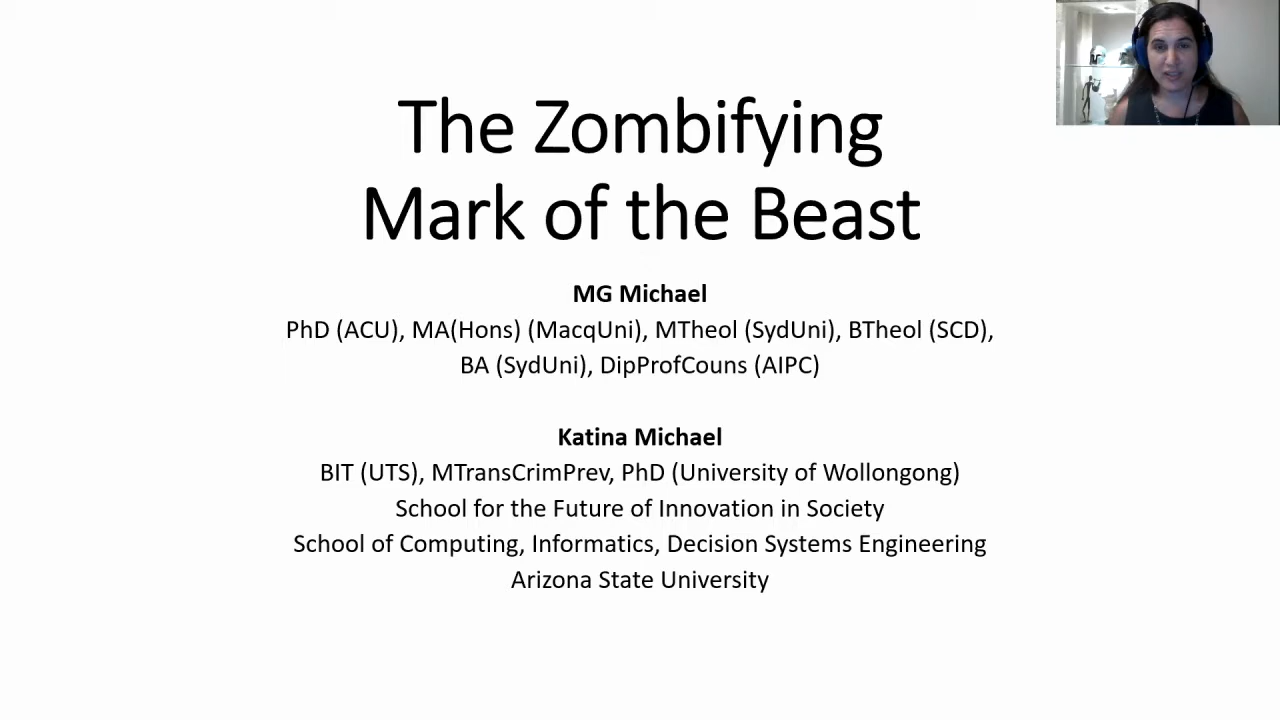 The Zombifying
Mark of the Beast
MG Michael
PhD (ACU), MA(Hons) (MacqUni), MTheol (SydUni), BTheol (SCD),
BA (SydUni), DipProfCouns (AIPC)
Katina Michael
BIT (UTS), MTransCrimPrev, PhD (University of Wollongong)
School for the Future of Innovation in Society
School of Computing, Informatics, Decision Systems Engineering
Arizona State University